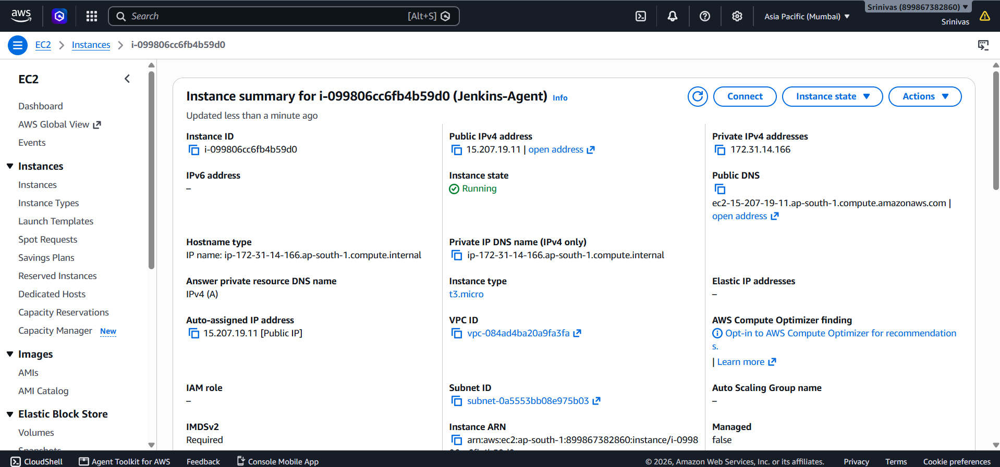 aws
Search
[Alt+S]
Asia Pacific (Mumbai)
Srinivas (899867382860)
Srinivas
EC2
Instances
i-099806cc6fb4b59d0
EC2
Dashboard
AWS Global View
Events
Instances
Instances
Instance Types
Launch Templates
Spot Requests
Savings Plans
Reserved Instances
Dedicated Hosts
Capacity Reservations
Capacity Manager New
Images
AMIs
AMI Catalog
Elastic Block Store
Volumes
Snapshots
Instance summary for i-099806cc6fb4b59d0 (Jenkins-Agent) Info
Updated less than a minute ago
Connect
Instance state
Actions
Instance ID
i-099806cc6fb4b59d0
Public IPv4 address
15.207.19.11 | open address
Private IPv4 addresses
172.31.14.166
IPv6 address
–
Instance state
Running
Public DNS
ec2-15-207-19-11.ap-south-1.compute.amazonaws.com |
open address
Hostname type
IP name: ip-172-31-14-166.ap-south-1.compute.internal
Private IP DNS name (IPv4 only)
ip-172-31-14-166.ap-south-1.compute.internal
Answer private resource DNS name
IPv4 (A)
Instance type
t3.micro
Elastic IP addresses
–
Auto-assigned IP address
15.207.19.11 [Public IP]
VPC ID
vpc-084ad4ba20a9fa3fa
AWS Compute Optimizer finding
Opt-in to AWS Compute Optimizer for recommendation
s.
| Learn more
IAM role
–
Subnet ID
subnet-0a5553bb08e975b03
Auto Scaling Group name
–
IMDSv2
Required
Instance ARN
arn:aws:ec2:ap-south-1:899867382860:instance/i-0998
Managed
false
CloudShell
Agent Toolkit for AWS
Feedback
Console Mobile App
© 2026, Amazon Web Services, Inc. or its affiliates.
Privacy
Terms
Cookie preferences